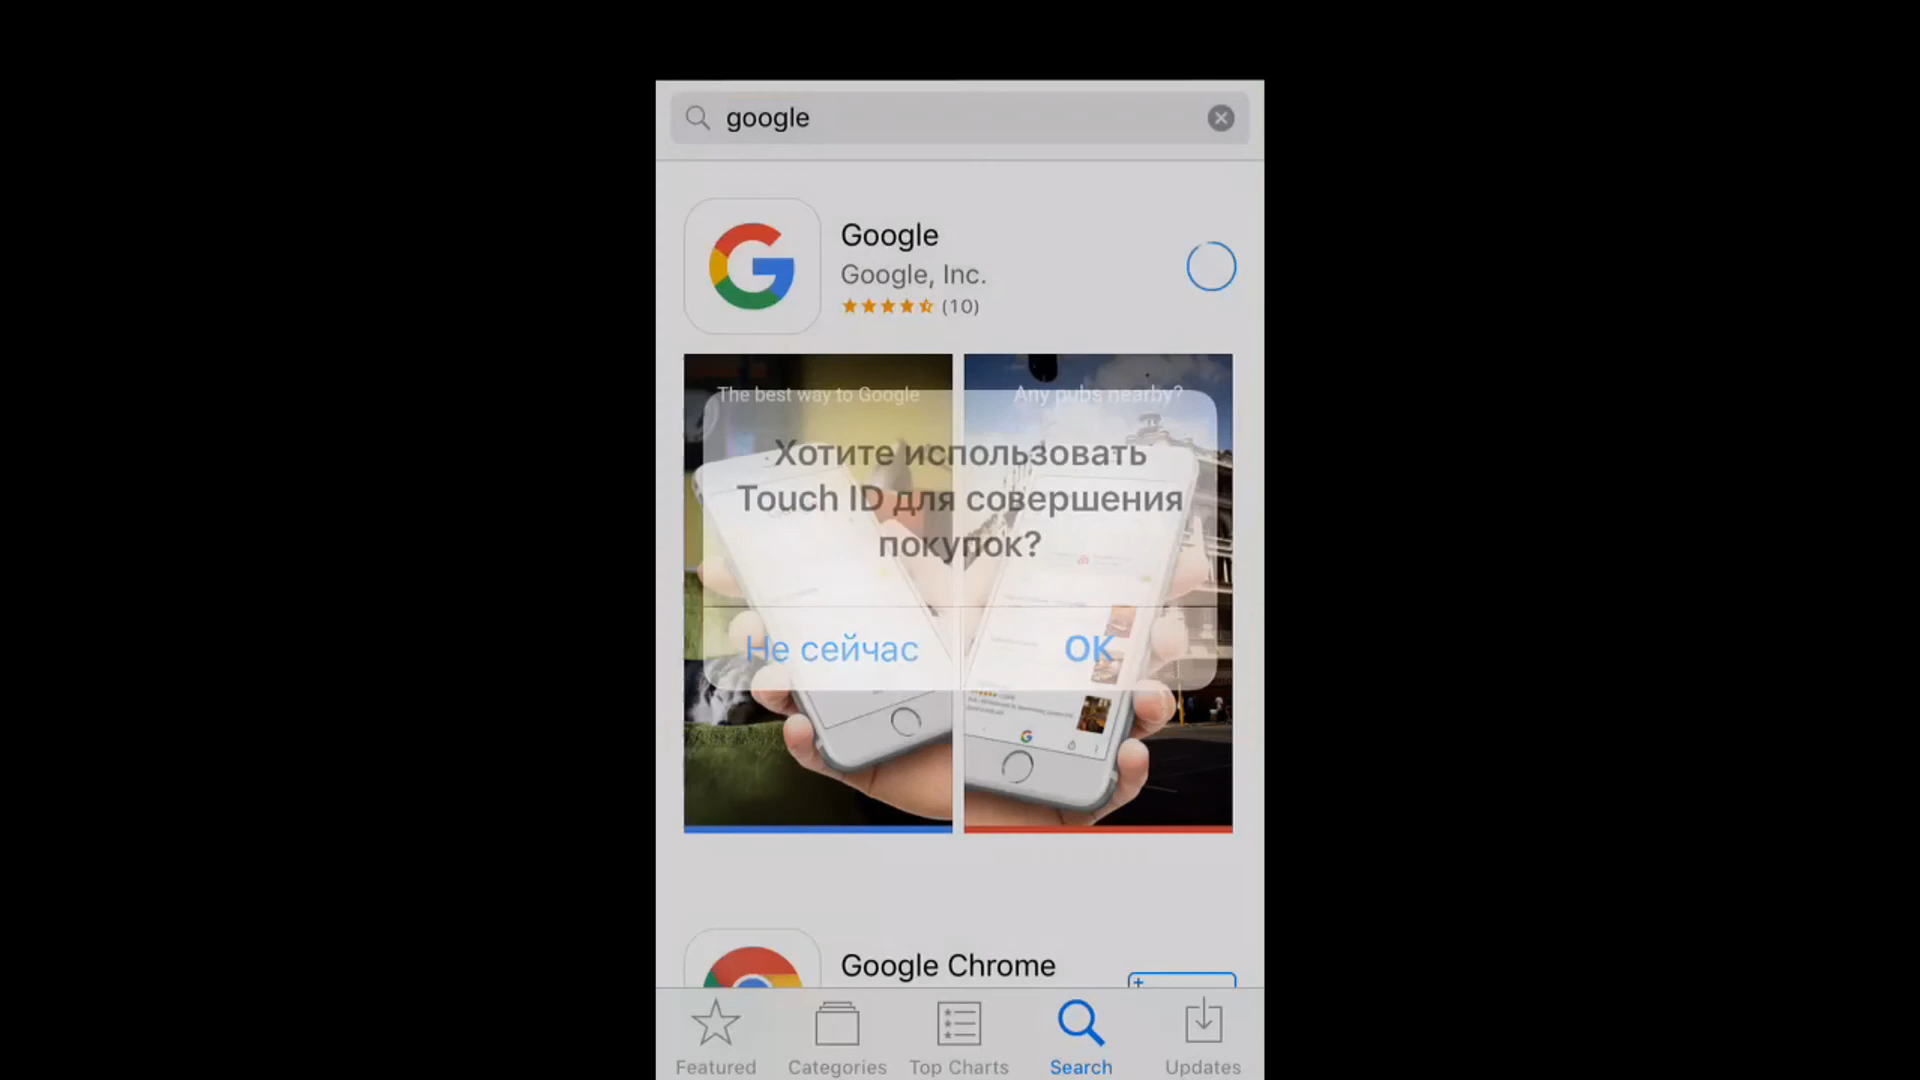 google
Google
Google, Inc.
(10)
The best way to Google
Any pubs nearby?
Хотите использовать
Touch ID для совершения
покупок?
Не сейчас
OK
Google Chrome
Featured
Categories
Top Charts
Search
Updates